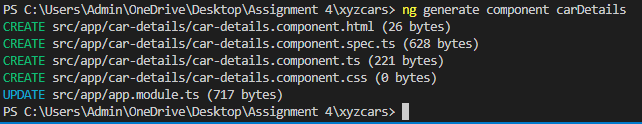 PS C:\Users\Admin\OneDrive\Desktop\Assignment 4\xyzcars> ng generate component carDetails
CREATE src/app/car-details/car-details.component.html (26 bytes)
CREATE src/app/car-details/car-details.component.spec.ts (628 bytes)
CREATE src/app/car-details/car-details.component.ts (221 bytes)
CREATE src/app/car-details/car-details.component.css (0 bytes)
UPDATE src/app/app.module.ts (717 bytes)
PS C:\Users\Admin\OneDrive\Desktop\Assignment 4\xyzcars>